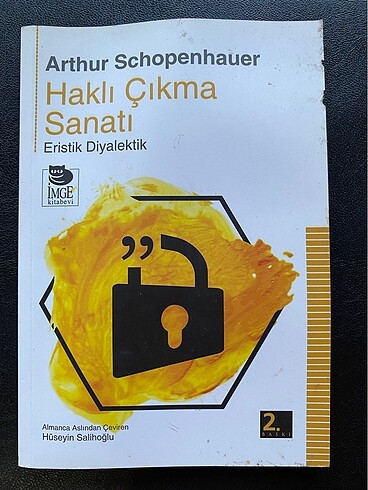 Arthur Schopenhauer
Haklı Çıkma
Sanatı
Eristik Diyalektik
İMGE
kitabevi
Almanca Aslından Çeviren
Hüseyin Salihoğlu
2.
BASKI